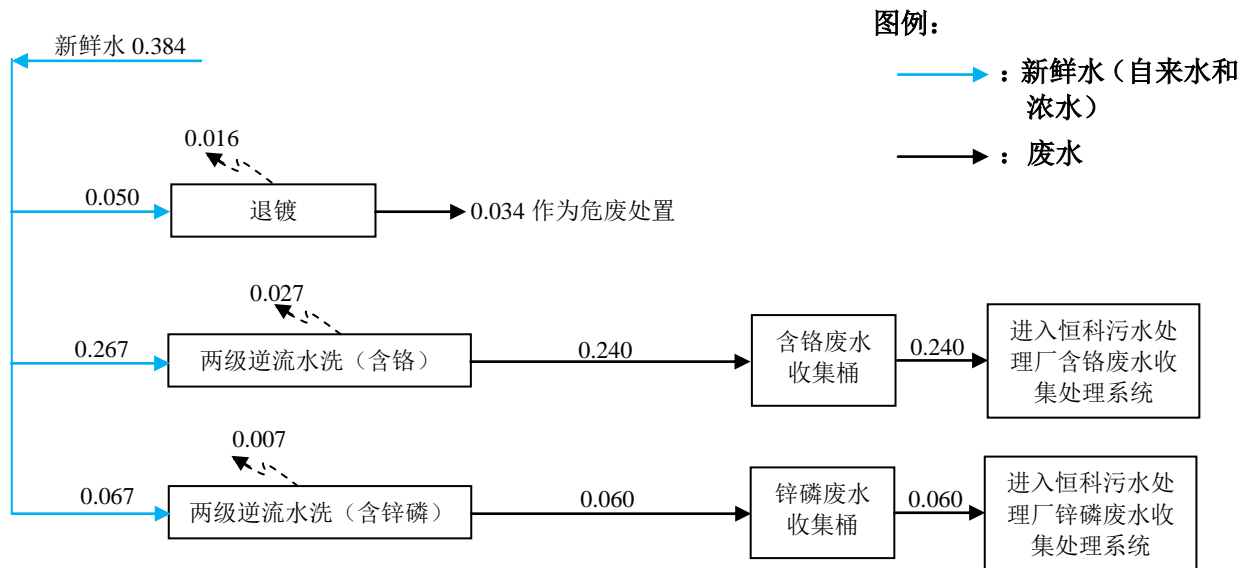 图例：
新鲜水 0.384
：新鲜水（自来水和
浓水）
：废水
0.016
0.050
退镀
0.034 作为危废处置
0.027
0.267
两级逆流水洗（含铬）
0.240
含铬废水
收集桶
0.240
进入恒科污水处
理厂含铬废水收
集处理系统
0.007
0.067
两级逆流水洗（含锌磷）
0.060
锌磷废水
收集桶
0.060
进入恒科污水处
理厂锌磷废水收
集处理系统